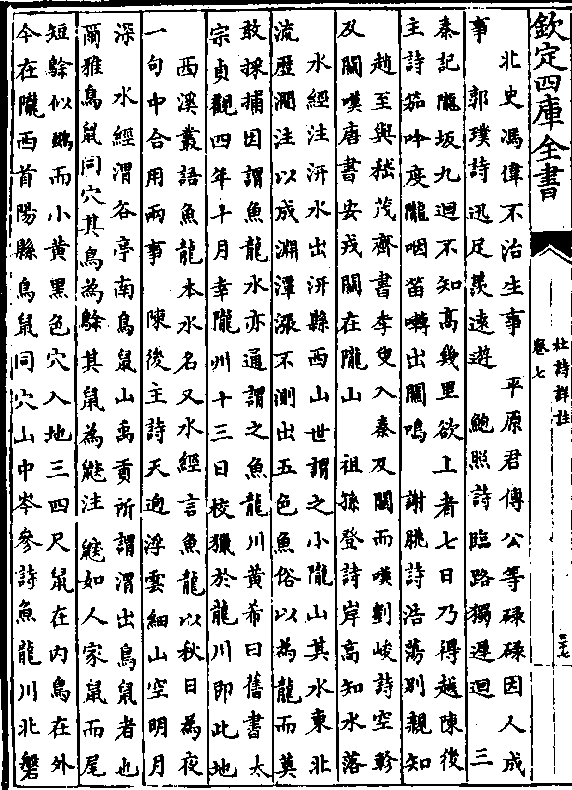 欽定四庫全書
杜詩詳註
卷七
三七
北史馮偉不治生事　平原君傳公等碌碌因人成
事　郭璞詩迅足羨遠遊　鮑照詩臨路獨遲迴　三
秦記隴坂九迴不知高幾里欲上者七日乃得越陳後
主詩笳吟度隴咽笛囀出關鳴　謝朓詩浩蕩別親知
趙至與嵇茂齊書李叟入秦及關而嘆劉峻詩空軫
及關嘆唐書安戎關在隴山　祖孫登詩岸高知水落
水經注汧水出汧縣西山世謂之小隴山其水東北
流歷澗注以成淵潭漲不測出五色魚俗以為龍而莫
敢採捕因謂魚龍水亦通謂之魚龍川黄希曰舊書太
宗貞觀四年十月幸隴州十三日校獵於龍川即此地
西溪叢語魚龍本水名又水經言魚龍以秋日為夜
一句中合用兩事　陳後主詩天迥浮雲細山空明月
深　水經渭谷亭南鳥鼠山禹貢所謂渭出鳥鼠者也
爾雅鳥鼠同穴其鳥為鵌其鼠為鼵注鼵如人家鼠而尾
短鵌似鵽而小黄黑色穴入地三四尺鼠在内鳥在外
今在隴西首陽縣鳥鼠同穴山中岑參詩魚龍川北磐